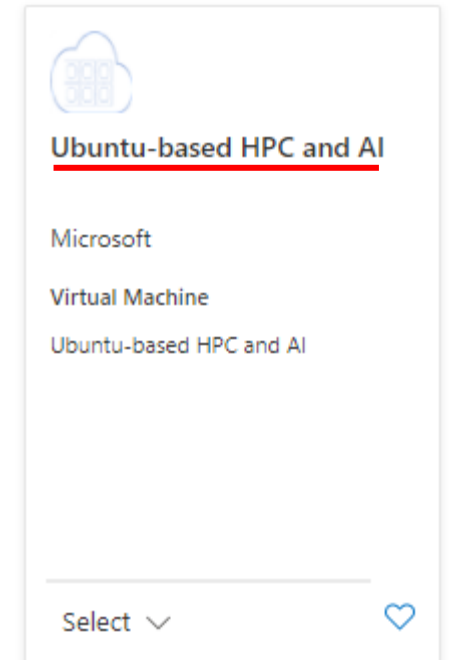 Ubuntu-based HPC and AI
Microsoft
Virtual Machine
Ubuntu-based HPC and AI
Select